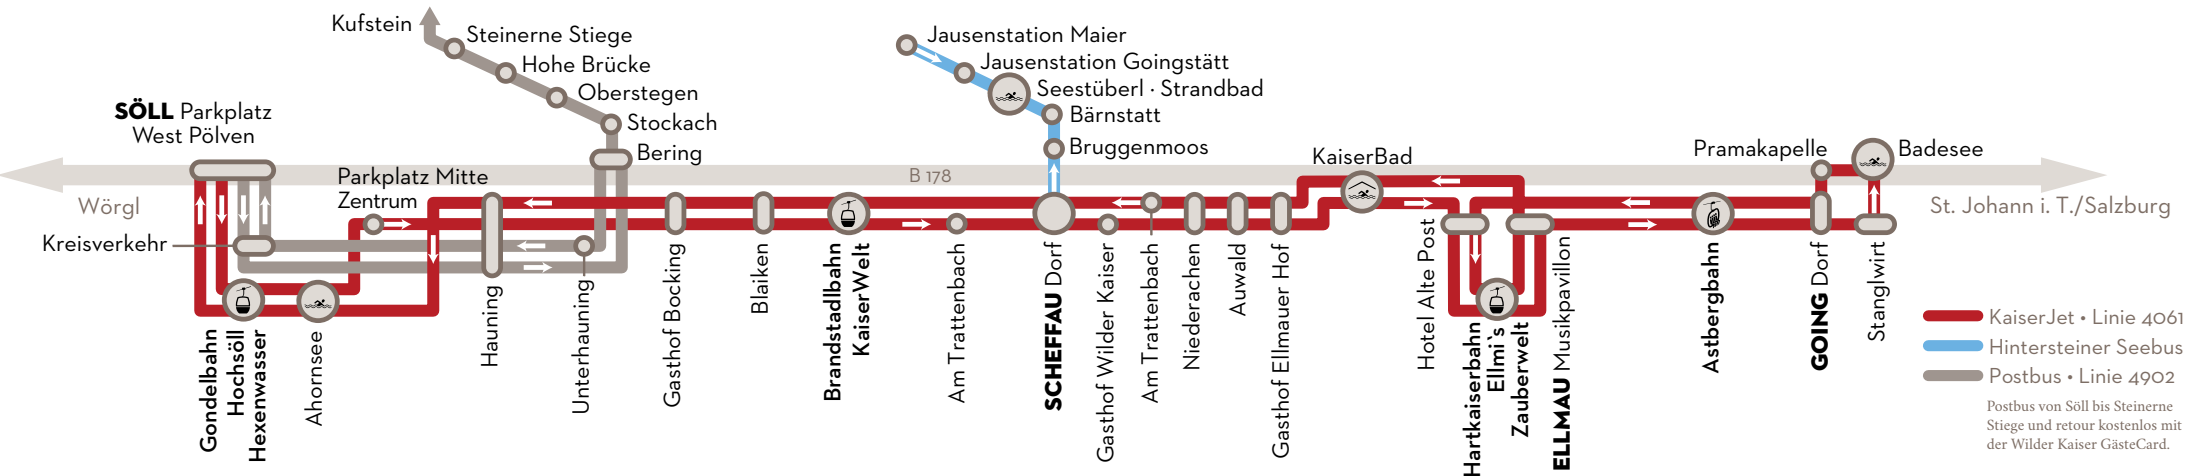 Kufstein
Steinerne Stiege
Hohe Brücke
Oberstegen
Stockach
Bering
SÖLL Parkplatz
West Pölven
Parkplatz Mitte
Zentrum
Wörgl
Kreisverkehr
Gondelbahn
Hochsöll
Hexenwasser
Ahornsee
Hauning
Unterhauning
Gasthof Bocking
Blaiken
Brandstadlbahn
KaiserWelt
B 178
Jausenstation Maier
Jausenstation Goingstätt
Seestüberl · Strandbad
Bärnstatt
Bruggenmoos
Am Trattenbach
SCHEFFAU Dorf
Gasthof Wilder Kaiser
Am Trattenbach
Niederachen
Auwald
Gasthof Ellmauer Hof
KaiserBad
Hotel Alte Post
Hartkaiserbahn
Ellmi`s
Zauberwelt
ELLMAU Musikpavillon
Astbergbahn
Pramakapelle
Badesee
GOING Dorf
Stanglwirt
St. Johann i. T./Salzburg
KaiserJet • Linie 4061
Hintersteiner Seebus
Postbus • Linie 4902
Postbus von Söll bis Steinerne
Stiege und retour kostenlos mit
der Wilder Kaiser GästeCard.